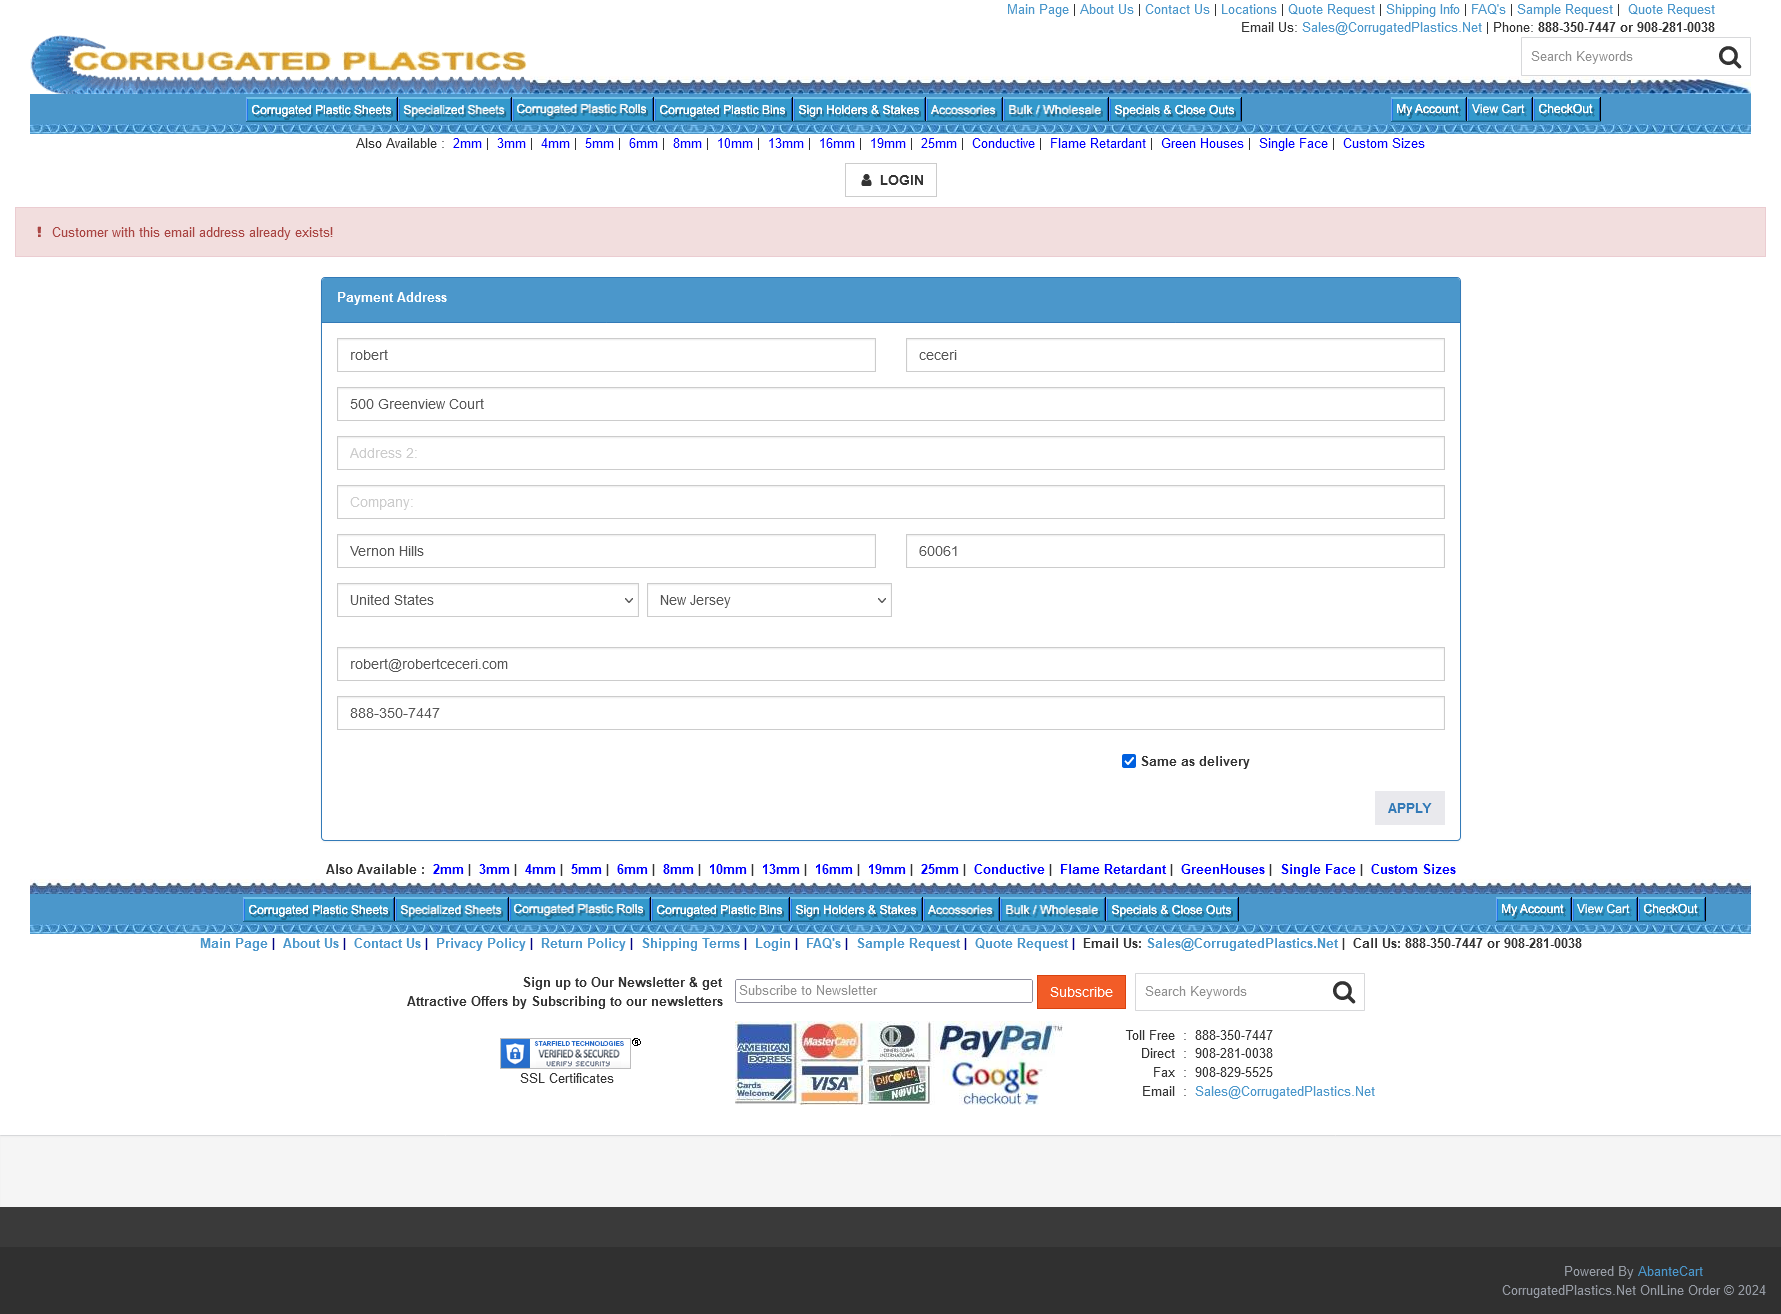 Main Page | About Us | Contact Us | Locations | Quote Request | Shipping Info | FAQ's | Sample Request | Quote Request
Email Us: Sales@CorrugatedPlastics.Net | Phone: 888-350-7447 or 908-281-0038
CORRUGATED PLASTICS
Search Keywords
Corrugated Plastic Sheets Specialized Sheets Corrugated Plastic Rolls Corrugated Plastic Bins Sign Holders & Stakes Accossories Bulk / Wholesale Specials & Close Outs My Account View Cart CheckOut
Also Available : 2mm | 3mm | 4mm | 5mm | 6mm | 8mm | 10mm | 13mm | 16mm | 19mm | 25mm | Conductive | Flame Retardant | Green Houses | Single Face | Custom Sizes
LOGIN
! Customer with this email address already exists!
Payment Address
robert ceceri
500 Greenview Court
Address 2:
Company:
Vernon Hills 60061
United States New Jersey
robert@robertceceri.com
888-350-7447
Same as delivery
APPLY
Also Available : 2mm | 3mm | 4mm | 5mm | 6mm | 8mm | 10mm | 13mm | 16mm | 19mm | 25mm | Conductive | Flame Retardant | GreenHouses | Single Face | Custom Sizes
Corrugated Plastic Sheets Specialized Sheets Corrugated Plastic Rolls Corrugated Plastic Bins Sign Holders & Stakes Accossories Bulk / Wholesale Specials & Close Outs My Account View Cart CheckOut
Main Page | About Us | Contact Us | Privacy Policy | Return Policy | Shipping Terms | Login | FAQ's | Sample Request | Quote Request | Email Us: Sales@CorrugatedPlastics.Net | Call Us: 888-350-7447 or 908-281-0038
Sign up to Our Newsletter & get
Attractive Offers by Subscribing to our newsletters
Subscribe to Newsletter
Subscribe
Search Keywords
STARFIELD TECHNOLOGIES ®
VERIFIED & SECURED
VERIFY SECURITY
SSL Certificates
AMERICAN EXPRESS
Cards Welcome
MasterCard
DINERS CLUB INTERNATIONAL
VISA
DISCOVER NOVUS
PayPal™
Google
checkout
Toll Free : 888-350-7447
Direct : 908-281-0038
Fax : 908-829-5525
Email : Sales@CorrugatedPlastics.Net
Powered By AbanteCart
CorrugatedPlastics.Net OnlLine Order © 2024